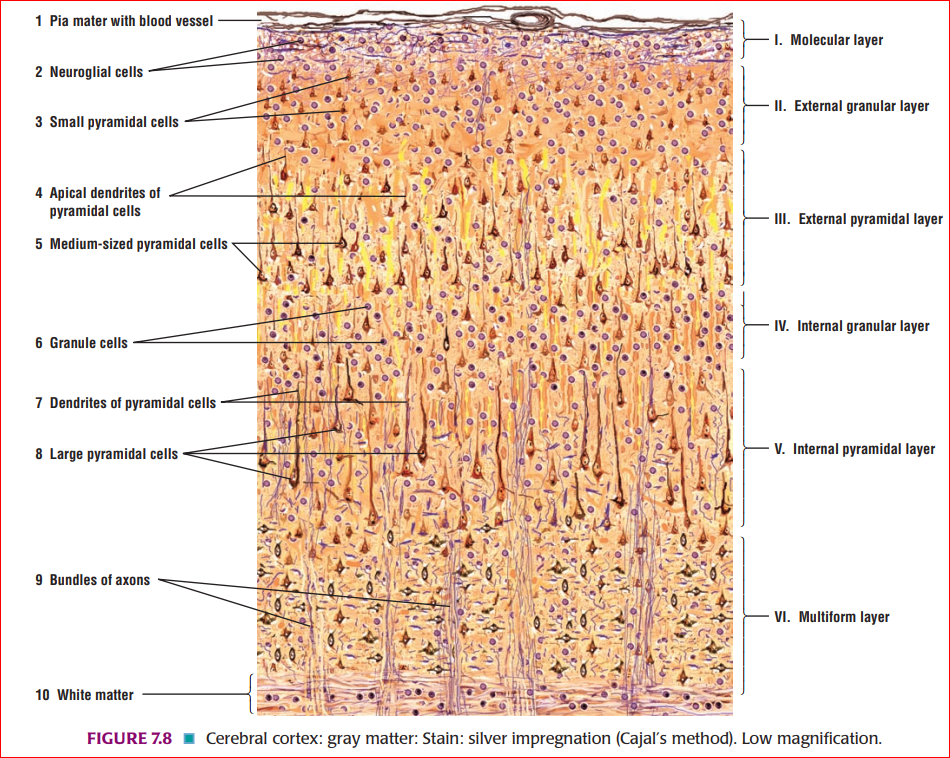 1 Pia mater with blood vessel
2 Neuroglial cells
3 Small pyramidal cells
4 Apical dendrites of
pyramidal cells
5 Medium-sized pyramidal cells
6 Granule cells
7 Dendrites of pyramidal cells
8 Large pyramidal cells
9 Bundles of axons
10 White matter
I. Molecular layer
II. External granular layer
III. External pyramidal layer
IV. Internal granular layer
V. Internal pyramidal layer
VI. Multiform layer
FIGURE 7.8 ■ Cerebral cortex: gray matter: Stain: silver impregnation (Cajal's method). Low magnification.